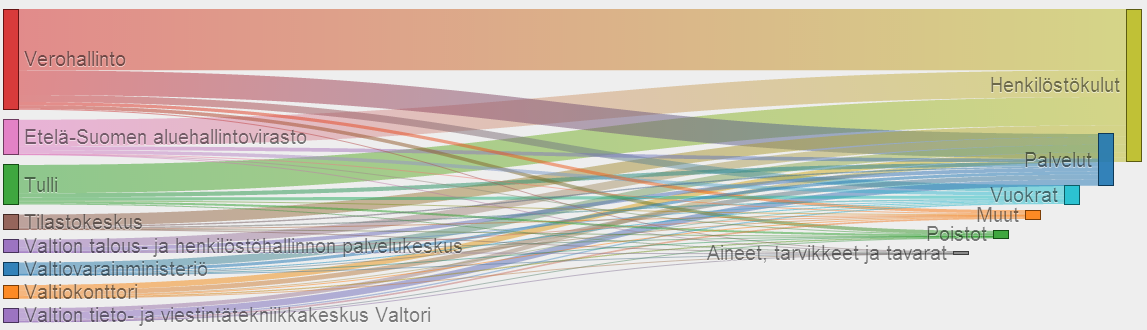 Verohallinto
Etelä-Suomen aluehallintovirasto
Tulli
Tilastokeskus
Valtion talous- ja henkilöstöhallinnon palvelukeskus
Valtiovarainministeriö
Valtiokonttori
Valtion tieto- ja viestintätekniikkakeskus Valtori
Henkilöstökulut
Palvelut
Vuokrat
Muut
Poistot
Aineet, tarvikkeet ja tavarat